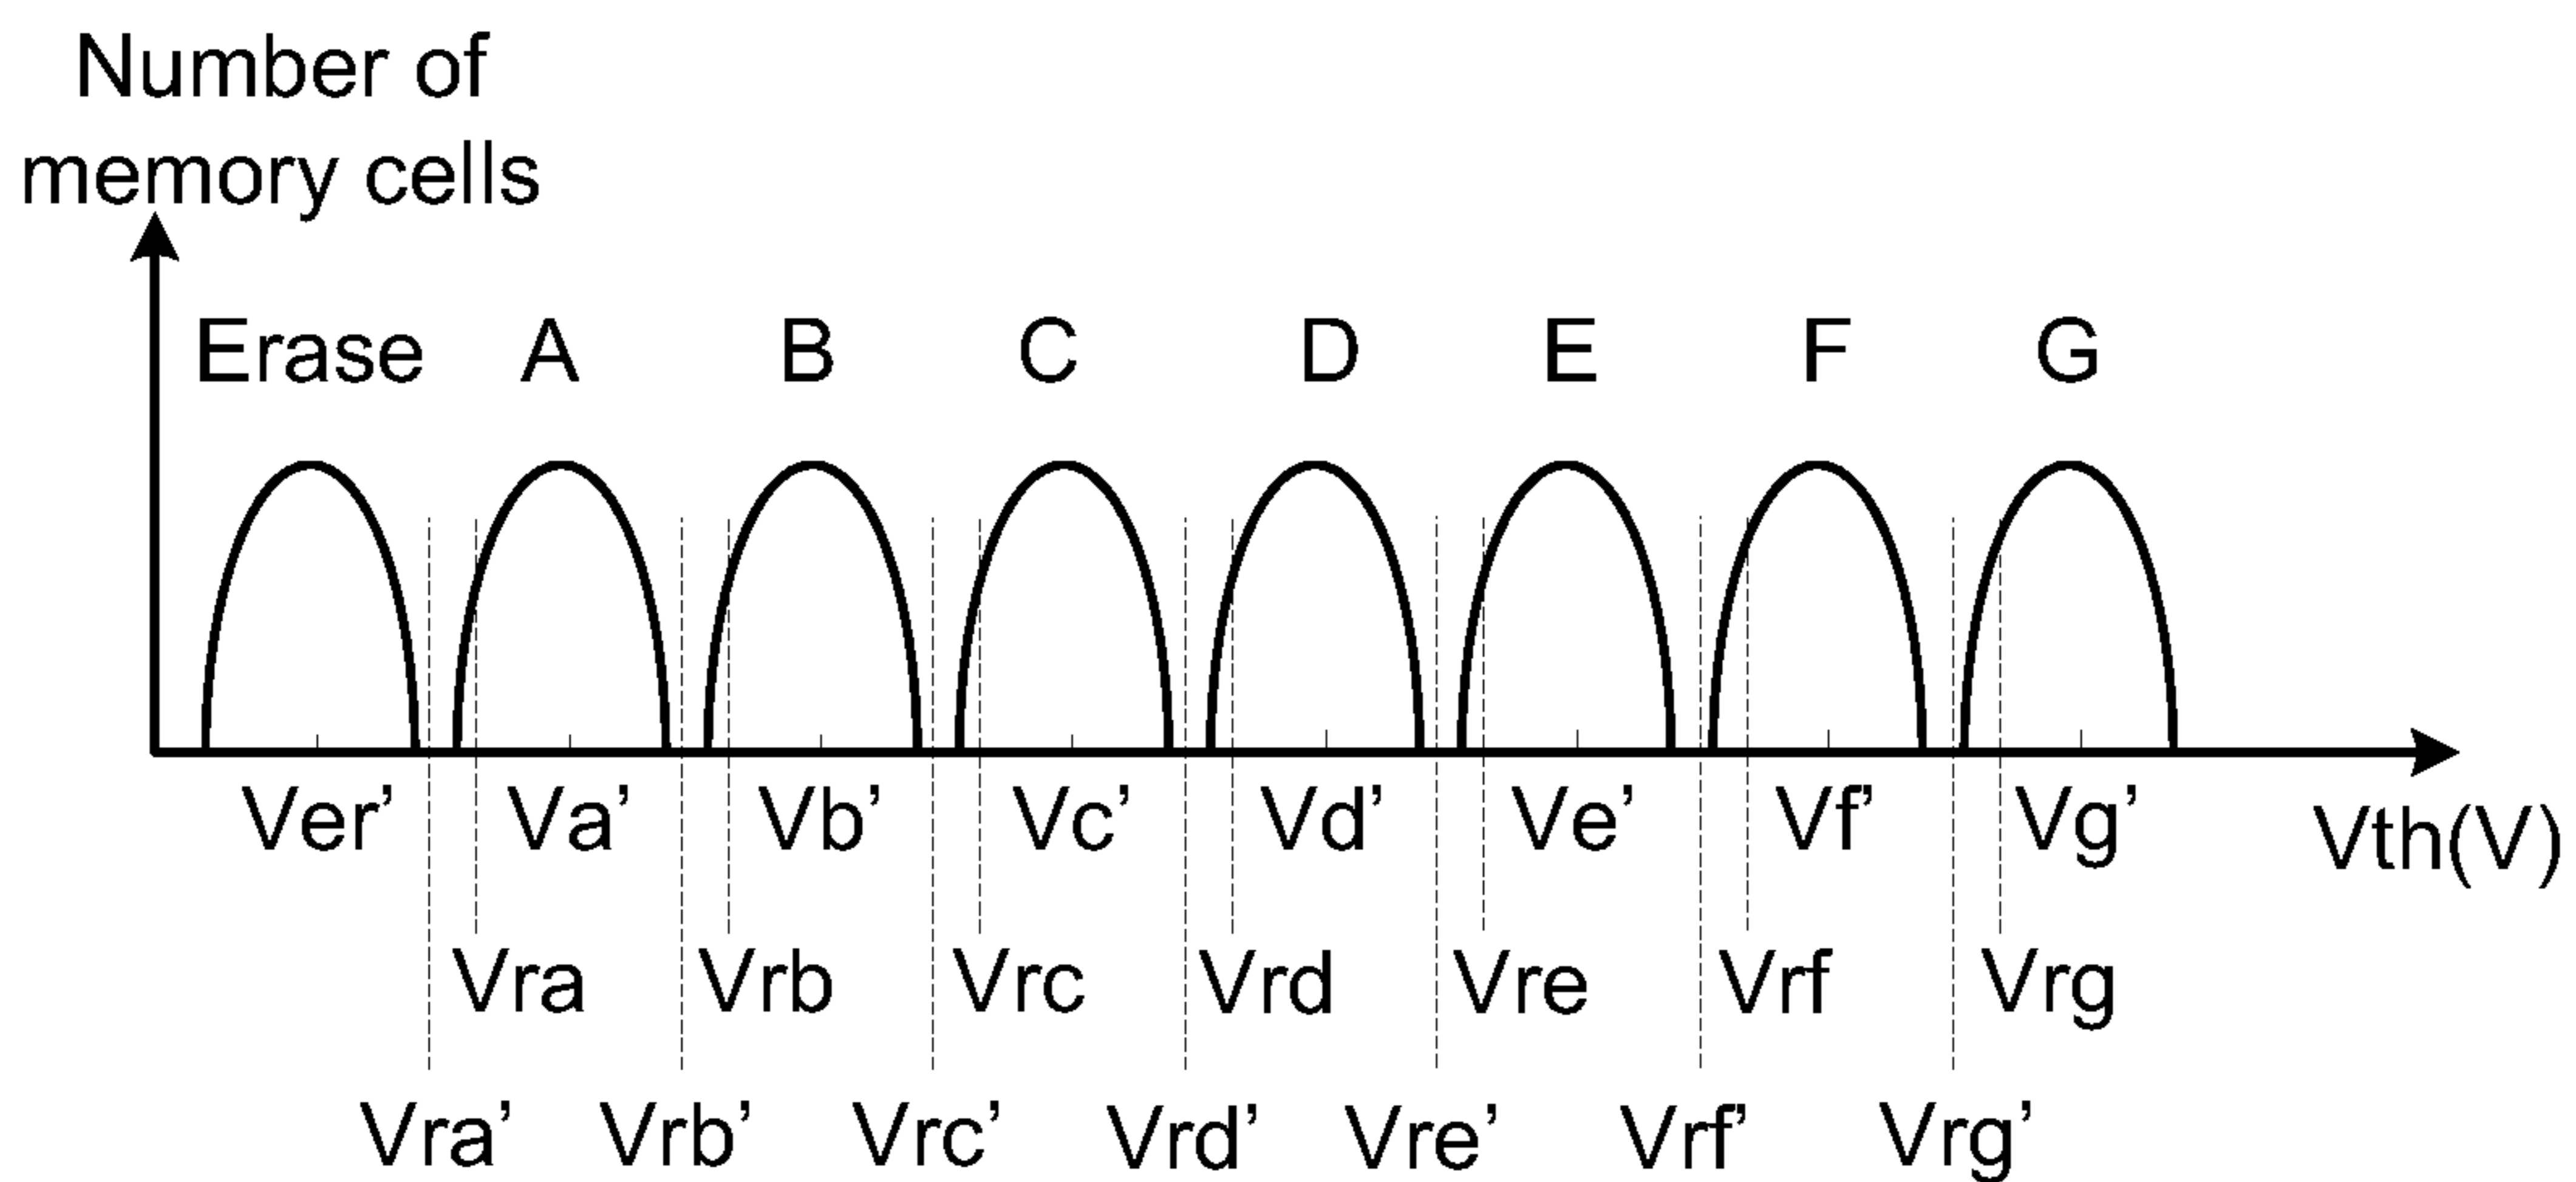 Number of
memory cells
Erase A B C D E F G
Ver’ Va’ Vb’ Vc’ Vd’ Ve’ Vf’ Vg’ Vth(V)
Vra Vrb Vrc Vrd Vre Vrf Vrg
Vra’ Vrb’ Vrc’ Vrd’ Vre’ Vrf’ Vrg’